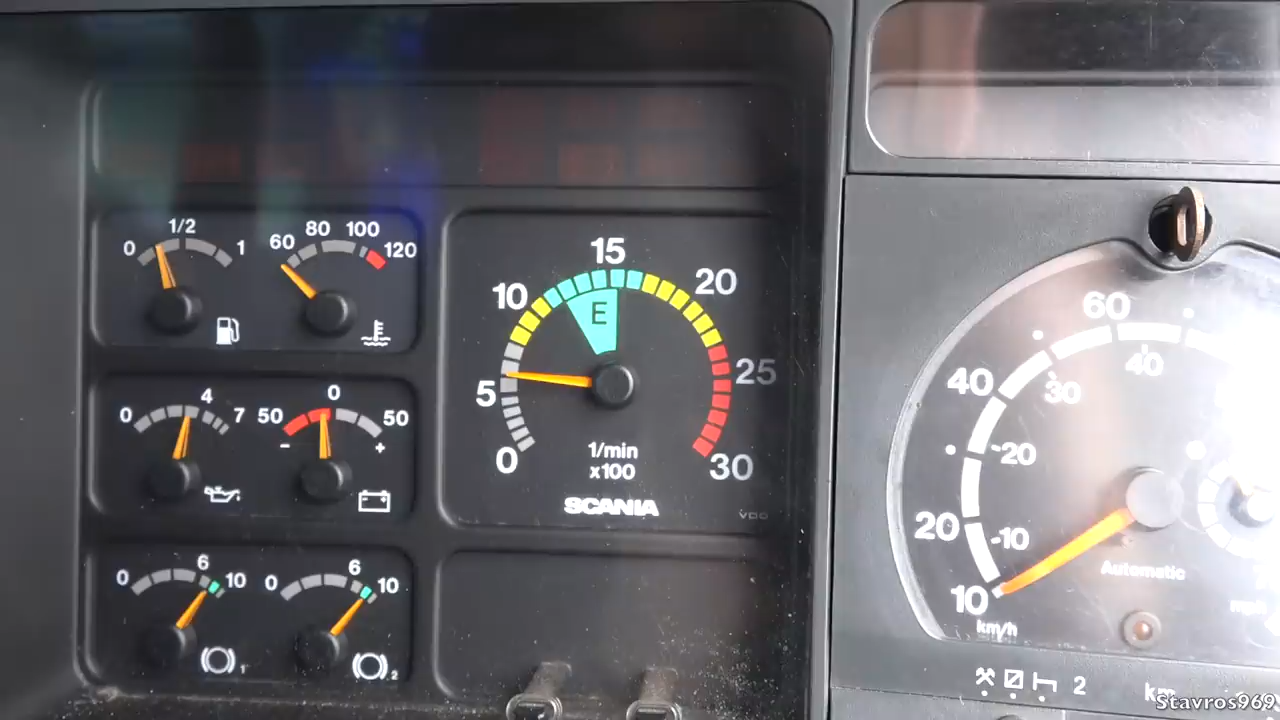 0 1/2 1
60 80 100 120
0 4 7
50 0 50
- +
0 6 10
1
0 6 10
2
0 5 10 15 20 25 30
E
1/min
x100
SCANIA
VDO
10 20 40 60
-10 -20 30 40
Automatic
km/h
mph
2 km
Stavros969